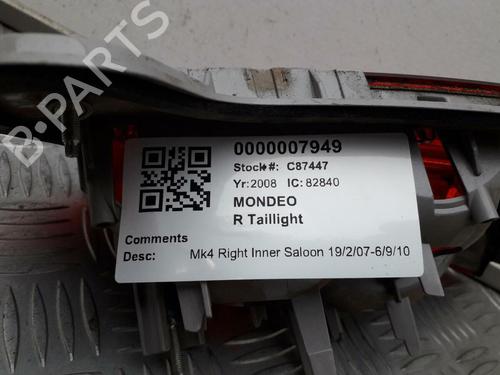 B-PARTS
0000007949
Stock#: C87447
Yr:2008 IC:82840
MONDEO
R Taillight
Comments
Desc: Mk4 Right Inner Saloon 19/2/07-6/9/10